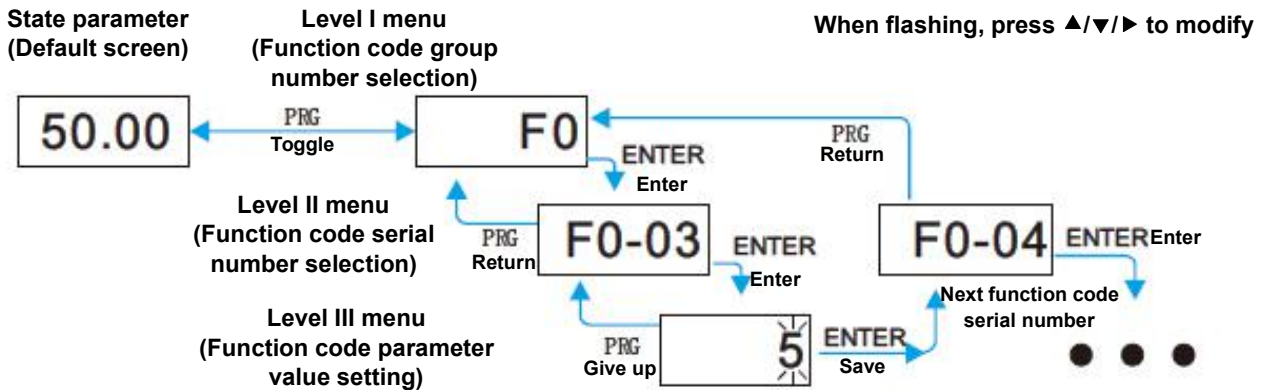 State parameter
(Default screen)
Level I menu
(Function code group
number selection)
When flashing, press ▲/▼/▶ to modify
50.00
PRG
Toggle
F0
ENTER
Enter
PRG
Return
Level II menu
(Function code serial
number selection)
PRG
Return
F0-03
ENTER
Enter
F0-04
ENTER Enter
Next function code
serial number
Level III menu
(Function code parameter
value setting)
PRG
Give up
5
ENTER
Save